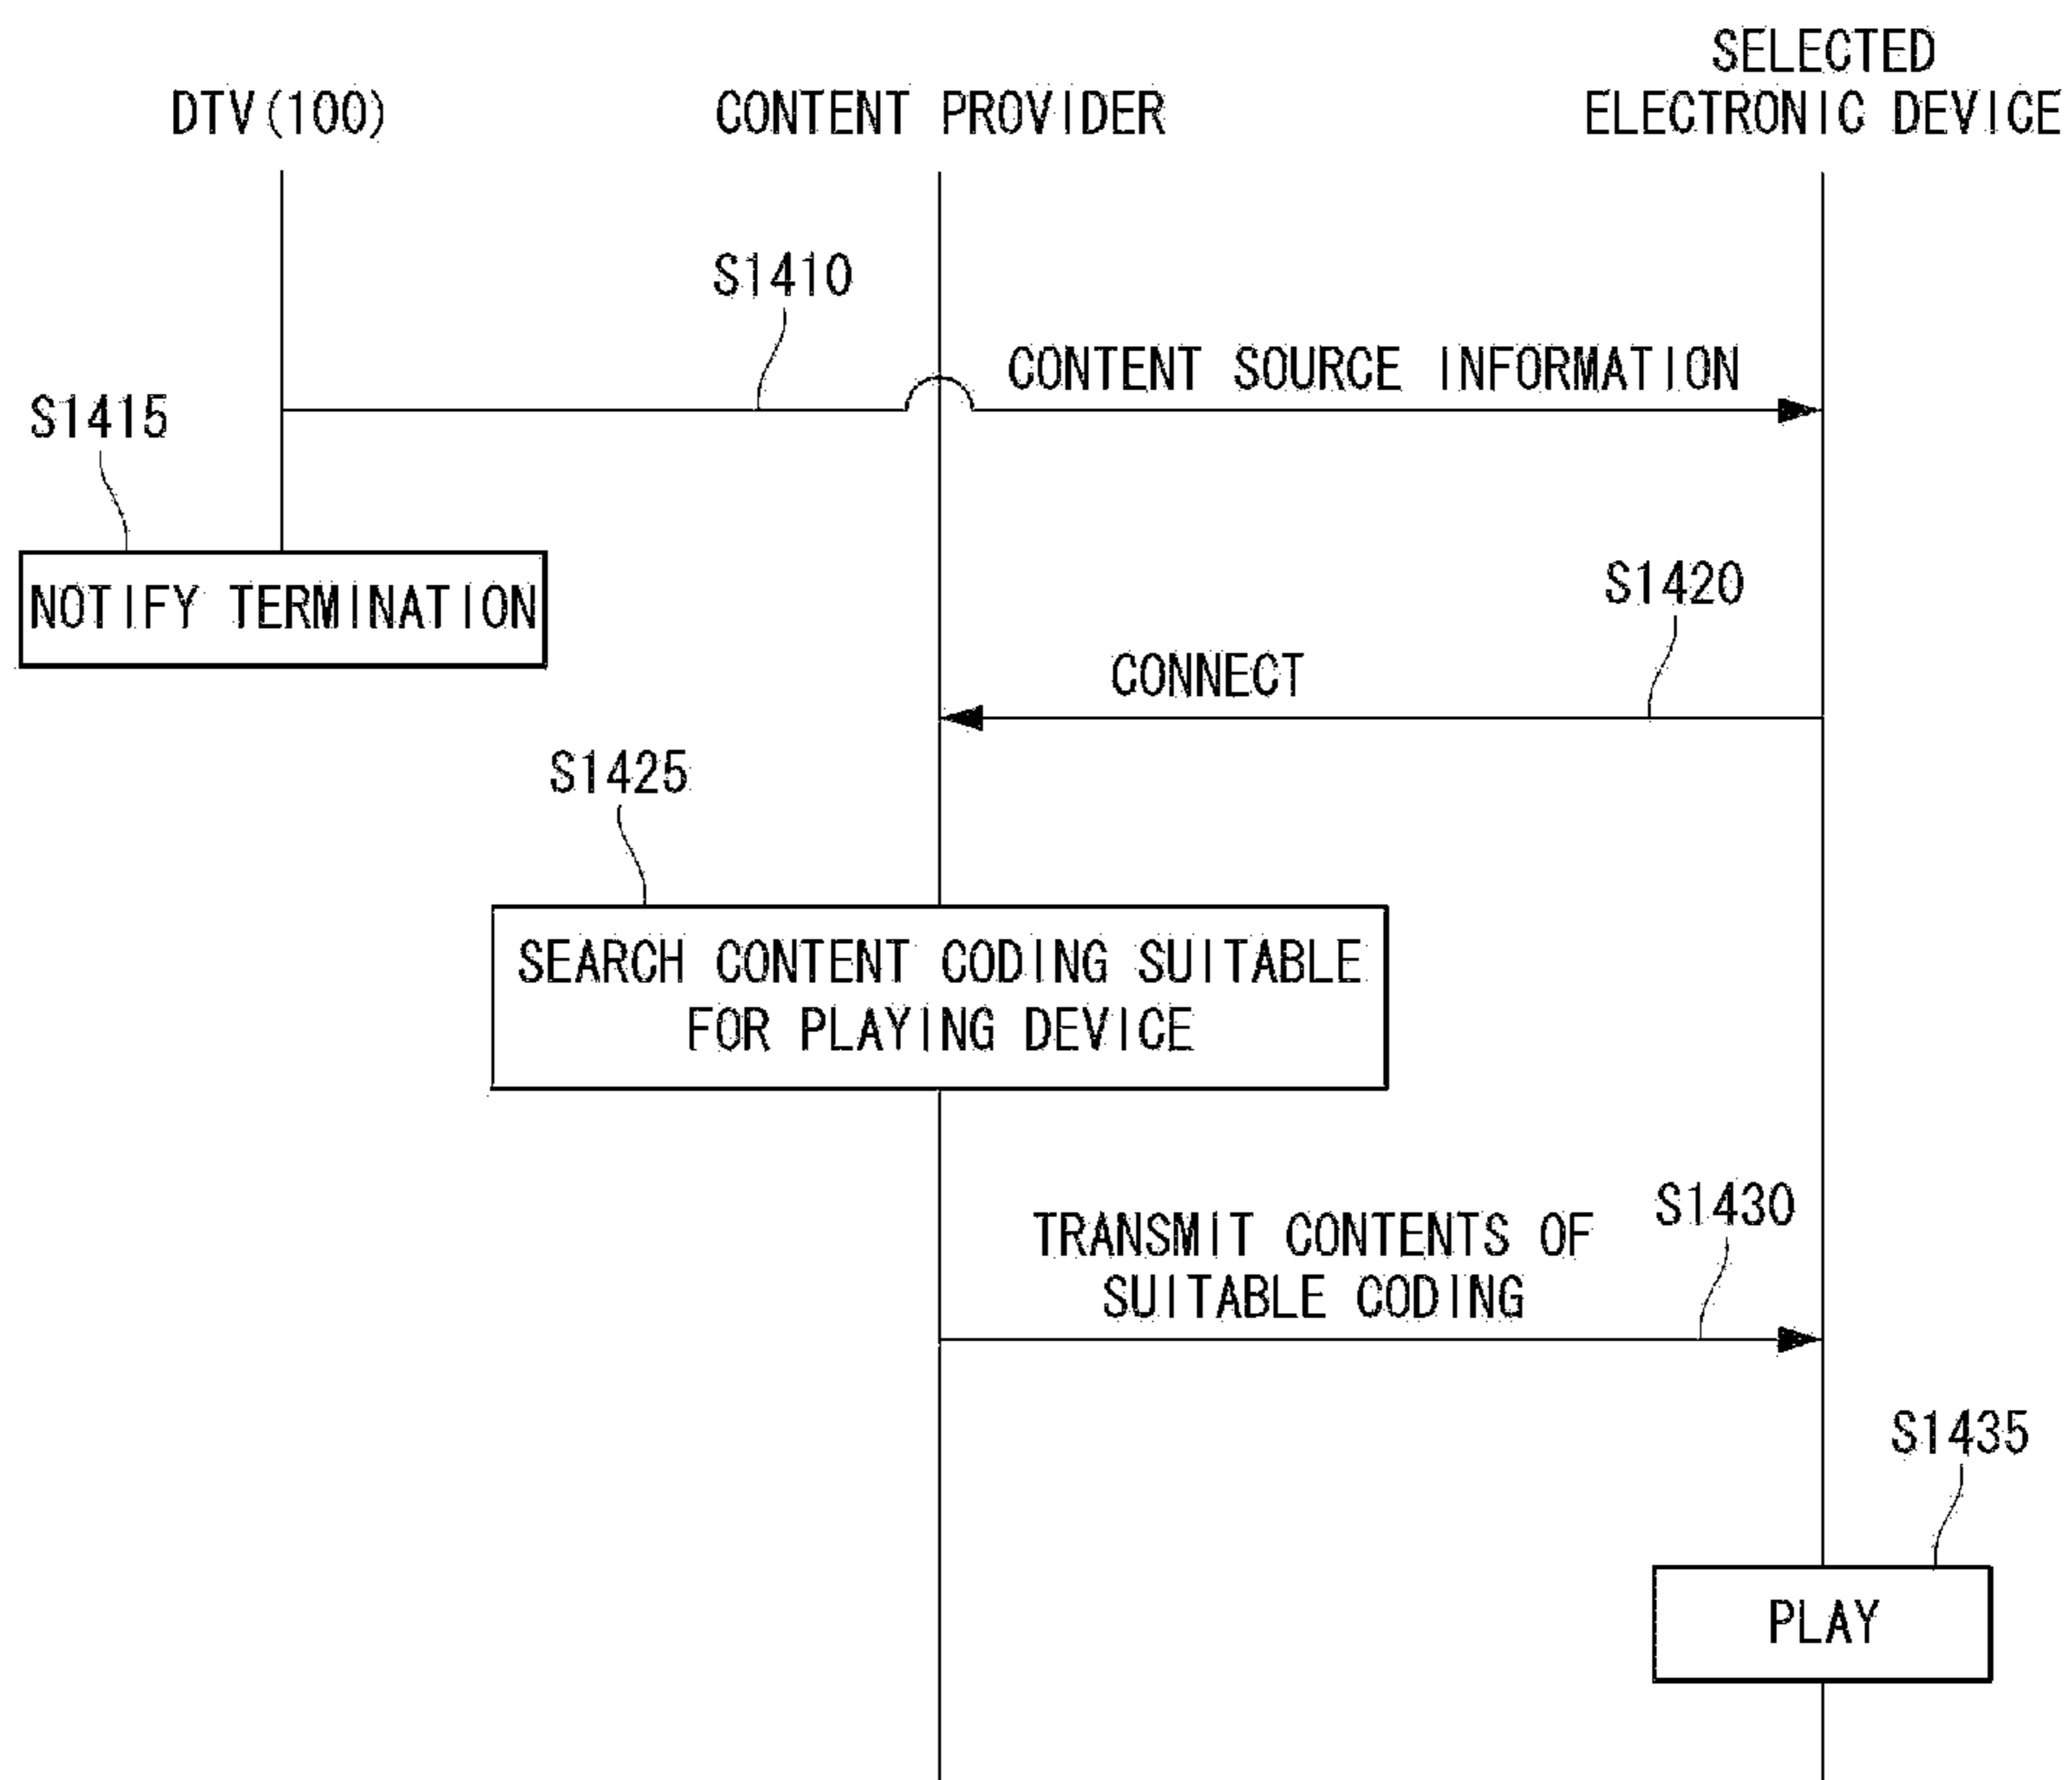 DTV(100)
CONTENT PROVIDER
SELECTED
ELECTRONIC DEVICE
S1410
CONTENT SOURCE INFORMATION
S1415
NOTIFY TERMINATION
S1420
CONNECT
S1425
SEARCH CONTENT CODING SUITABLE
FOR PLAYING DEVICE
S1430
TRANSMIT CONTENTS OF
SUITABLE CODING
S1435
PLAY